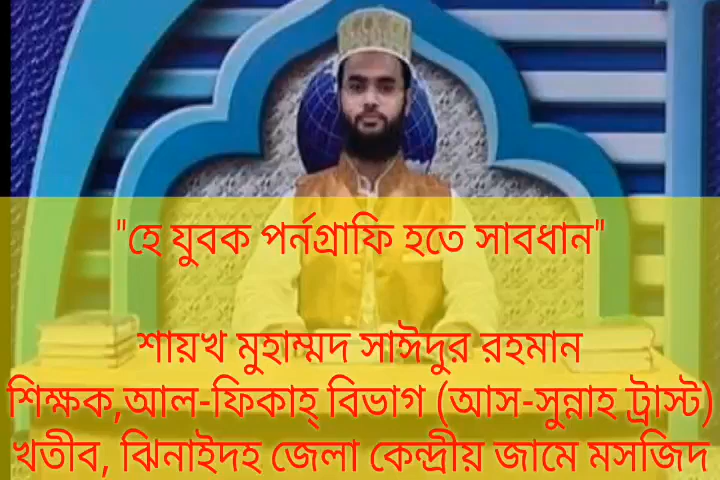 "হে যুবক পর্নগ্রাফি হতে সাবধান"
শায়খ মুহাম্মদ সাঈদুর রহমান
শিক্ষক,আল-ফিকাহ্ বিভাগ (আস-সুন্নাহ ট্রাস্ট)
খতীব, ঝিনাইদহ জেলা কেন্দ্রীয় জামে মসজিদ